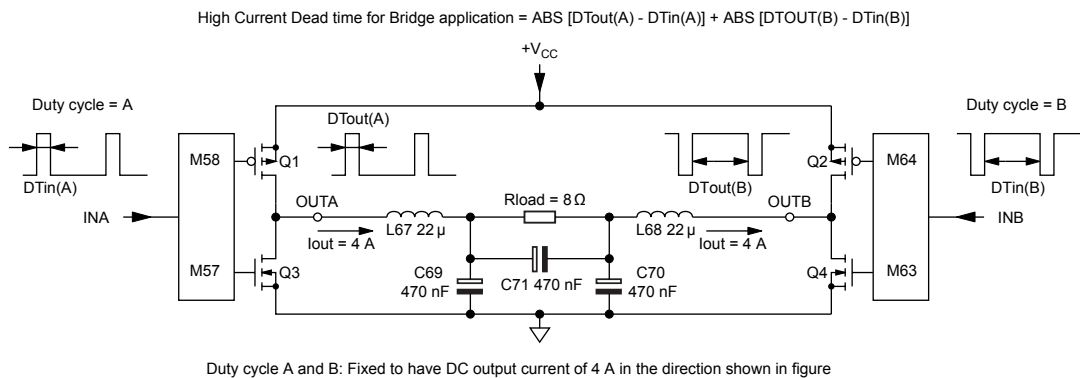 High Current Dead time for Bridge application = ABS [DTout(A) - DTin(A)] + ABS [DTOUT(B) - DTin(B)]
+VCC
Duty cycle = A
DTout(A)
Duty cycle = B
M58
Q1
Q2
M64
DTin(A)
DTout(B)
DTin(B)
INA
OUTA
Rload = 8 Ω
OUTB
INB
L67 22 μ
L68 22 μ
Iout = 4 A
Iout = 4 A
M57
Q3
C69
470 nF
C71 470 nF
C70
470 nF
Q4
M63
Duty cycle A and B: Fixed to have DC output current of 4 A in the direction shown in figure